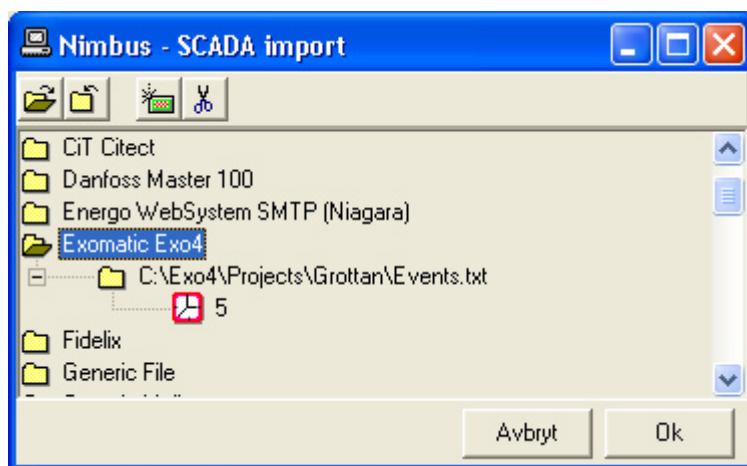 Nimbus - SCADA import
CiT Citect
Danfoss Master 100
Energo WebSystem SMTP (Niagara)
Exomatic Exo4
C:\Exo4\Projects\Grottan\Events.txt
5
Fidelix
Generic File
Avbryt Ok